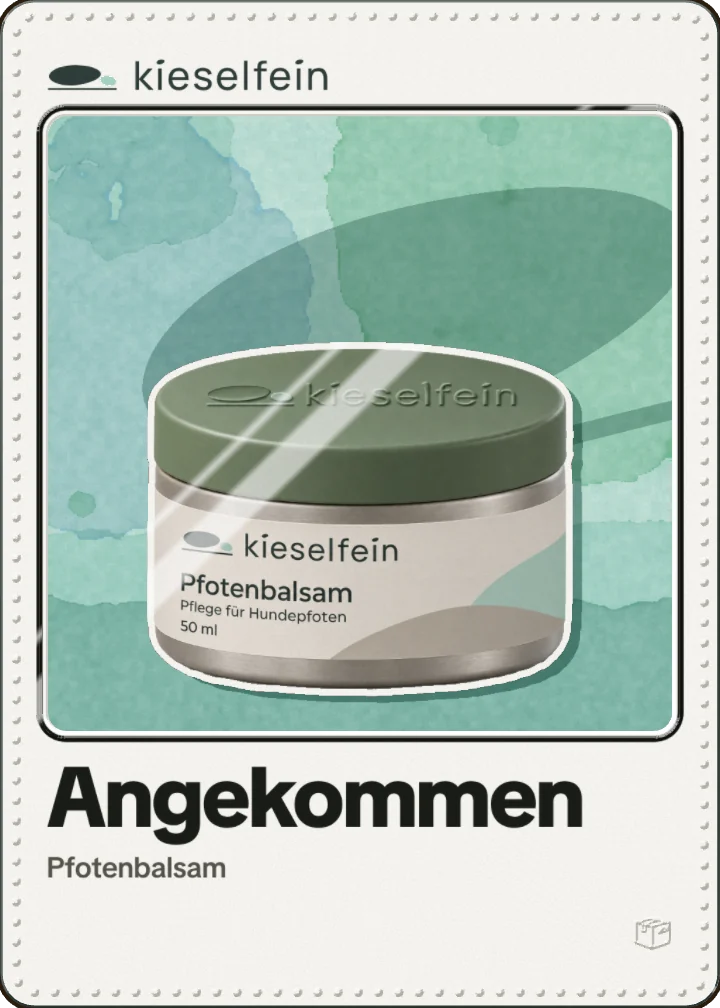 kieselfein
kieselfein
kieselfein
Pfotenbalsam
Pflege für Hundepfoten
50 ml
Angekommen
Pfotenbalsam